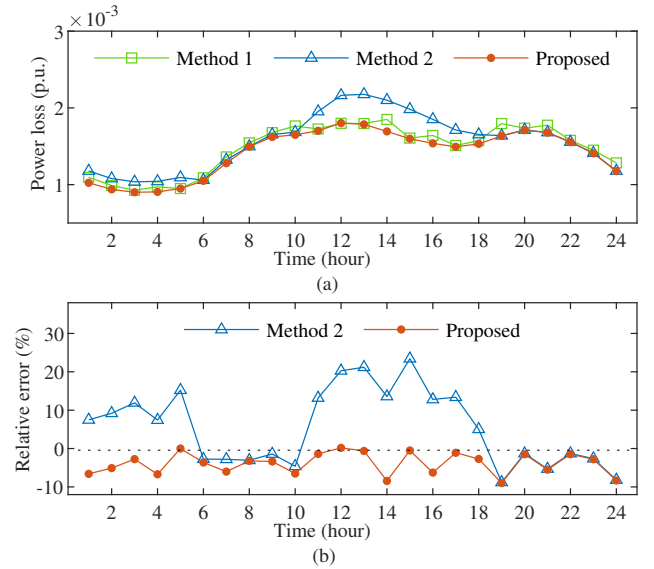 × 10⁻³
3
2
1
Power loss (p.u.)
Method 1 Method 2 Proposed
2 4 6 8 10 12 14 16 18 20 22 24
Time (hour)
(a)
30
20
10
0
-10
Relative error (%)
Method 2 Proposed
2 4 6 8 10 12 14 16 18 20 22 24
Time (hour)
(b)